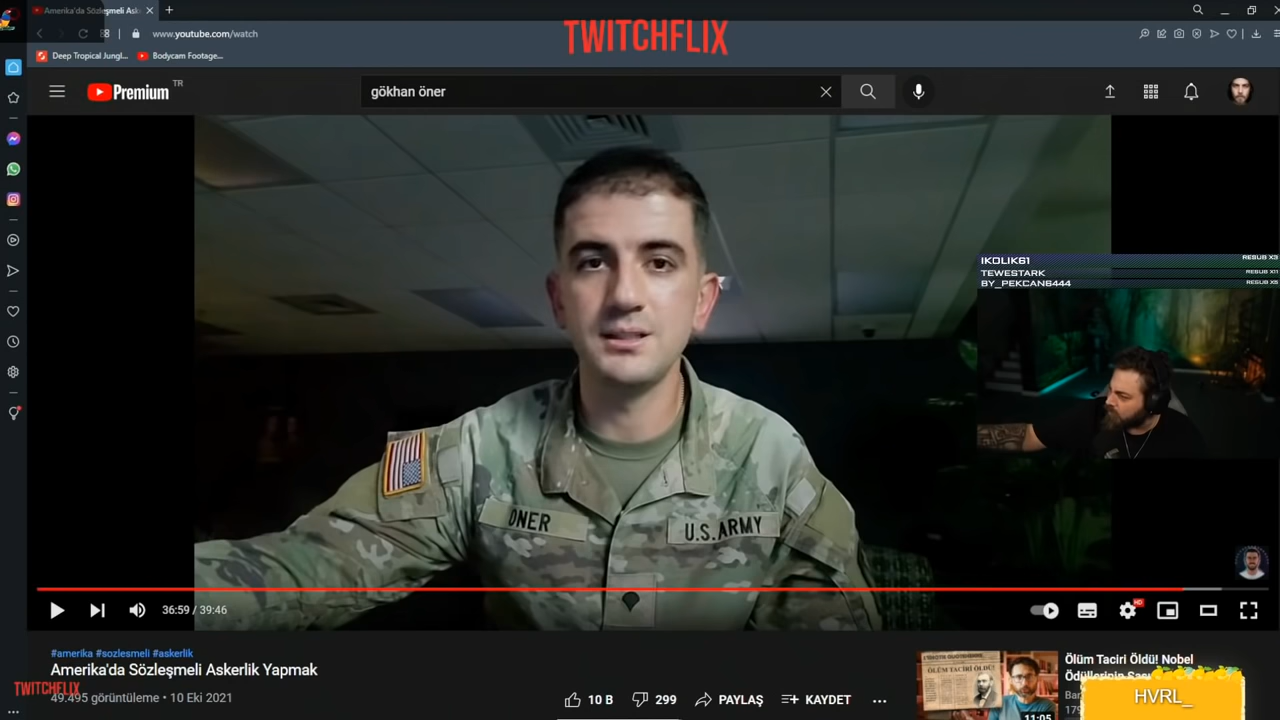 Amerika'da Sözleşmeli Ask
www.youtube.com/watch
TWITCHFLIX
Deep Tropical Jungl...
Bodycam Footage...
Premium
TR
gökhan öner
IKOLIK61
RESUB X3
TEWESTARK
RESUB X11
BY_PEKCAN6444
RESUB X5
ONER
U.S.ARMY
36:59 / 39:46
HD
#amerika #sozlesmeli #askerlik
Amerika'da Sözleşmeli Askerlik Yapmak
TWITCHFLIX
49.495 görüntüleme • 10 Eki 2021
10 B
299
PAYLAŞ
KAYDET
ÖLÜM TACİRİ ÖLDÜ!
11:05
Ölüm Taciri Öldü! Nobel
Ödüllerinin
HVRL_